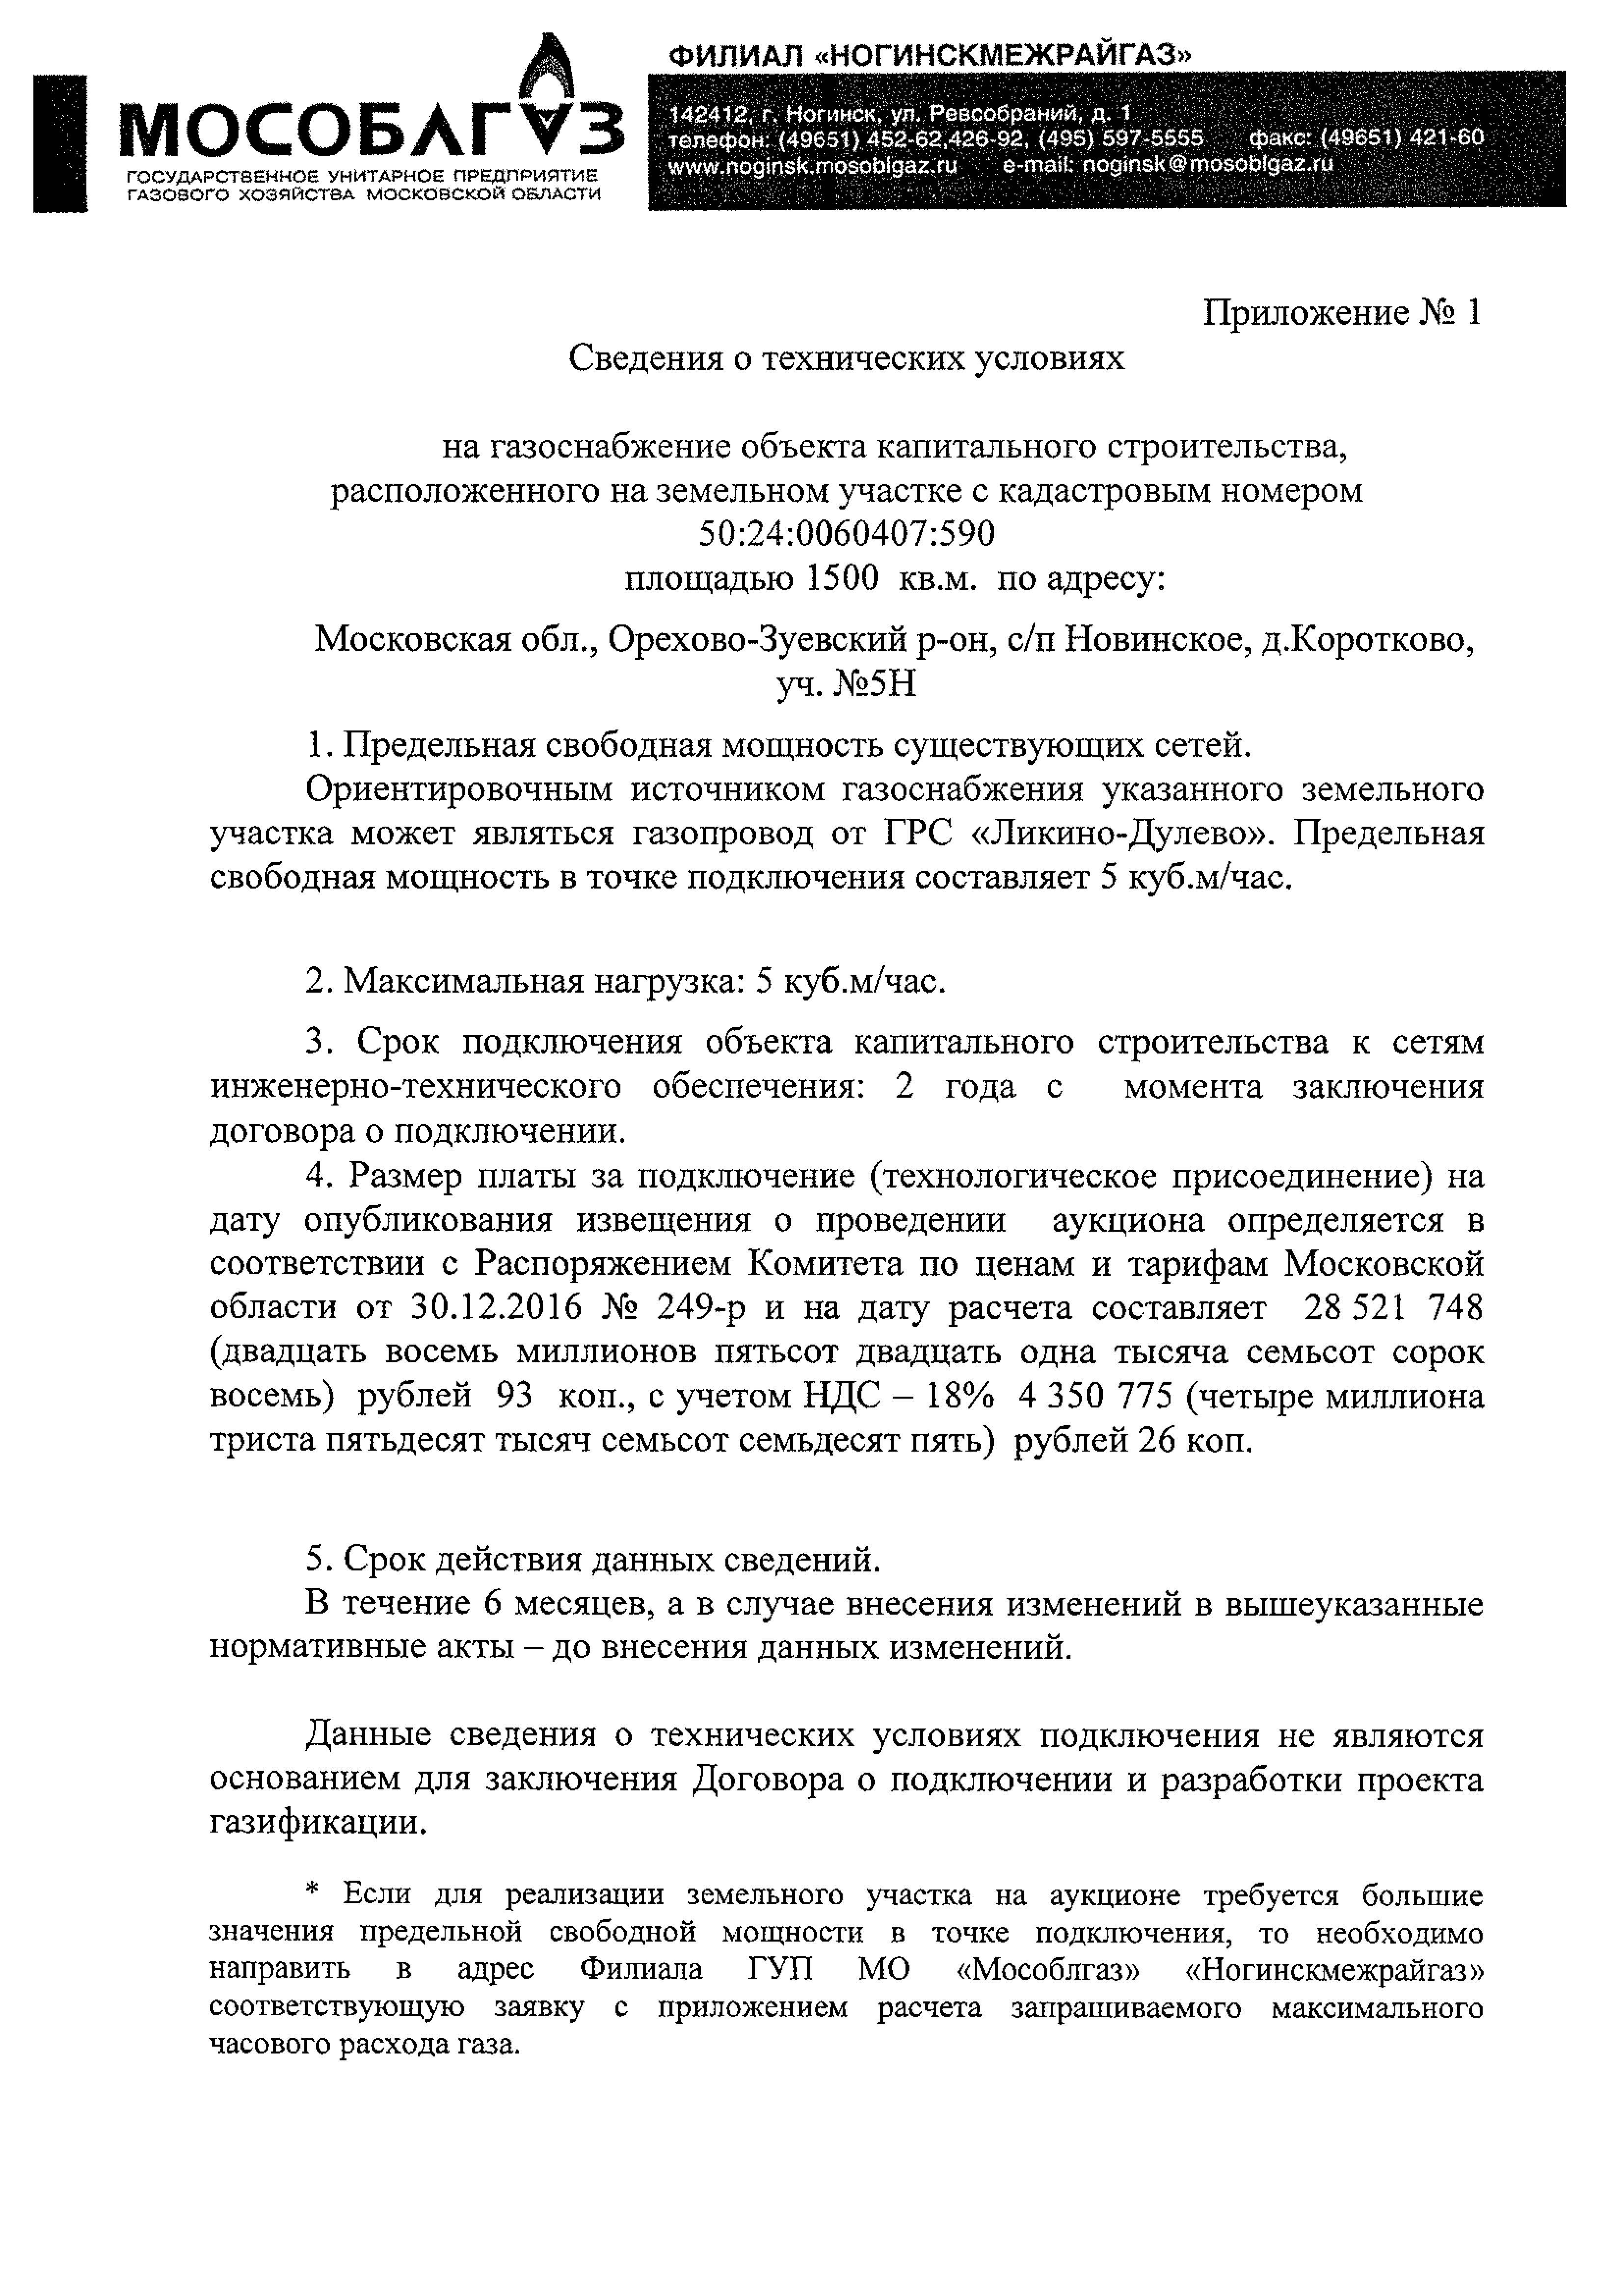 ФИЛИАЛ «НОГИНСКМЕЖРАЙГАЗ»
МОСОБЛГАЗ
ГОСУДАРСТВЕННОЕ УНИТАРНОЕ ПРЕДПРИЯТИЕ
ГАЗОВОГО ХОЗЯЙСТВА МОСКОВСКОЙ ОБЛАСТИ
142412, г. Ногинск, ул. Ревсобраний, д. 1
телефон: (49651) 452-62,426-92, (495) 597-5555 факс: (49651) 421-60
www.noginsk.mosoblgaz.ru e-mail: noginsk@mosoblgaz.ru
Приложение № 1
Сведения о технических условиях
на газоснабжение объекта капитального строительства,
расположенного на земельном участке с кадастровым номером
50:24:0060407:590
площадью 1500 кв.м. по адресу:
Московская обл., Орехово-Зуевский р-он, с/п Новинское, д.Коротково,
уч. №5Н
1. Предельная свободная мощность существующих сетей.
Ориентировочным источником газоснабжения указанного земельного
участка может являться газопровод от ГРС «Ликино-Дулево». Предельная
свободная мощность в точке подключения составляет 5 куб.м/час.
2. Максимальная нагрузка: 5 куб.м/час.
3. Срок подключения объекта капитального строительства к сетям
инженерно-технического обеспечения: 2 года с момента заключения
договора о подключении.
4. Размер платы за подключение (технологическое присоединение) на
дату опубликования извещения о проведении аукциона определяется в
соответствии с Распоряжением Комитета по ценам и тарифам Московской
области от 30.12.2016 № 249-р и на дату расчета составляет 28 521 748
(двадцать восемь миллионов пятьсот двадцать одна тысяча семьсот сорок
восемь) рублей 93 коп., с учетом НДС – 18% 4 350 775 (четыре миллиона
триста пятьдесят тысяч семьсот семьдесят пять) рублей 26 коп.
5. Срок действия данных сведений.
В течение 6 месяцев, а в случае внесения изменений в вышеуказанные
нормативные акты – до внесения данных изменений.
Данные сведения о технических условиях подключения не являются
основанием для заключения Договора о подключении и разработки проекта
газификации.
* Если для реализации земельного участка на аукционе требуется большие
значения предельной свободной мощности в точке подключения, то необходимо
направить в адрес Филиала ГУП МО «Мособлгаз» «Ногинскмежрайгаз»
соответствующую заявку с приложением расчета запрашиваемого максимального
часового расхода газа.